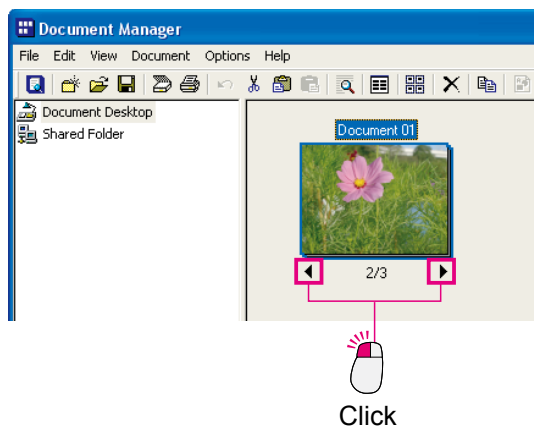 Document Manager
File Edit View Document Options Help
Document Desktop
Shared Folder
Document 01
2/3
Click